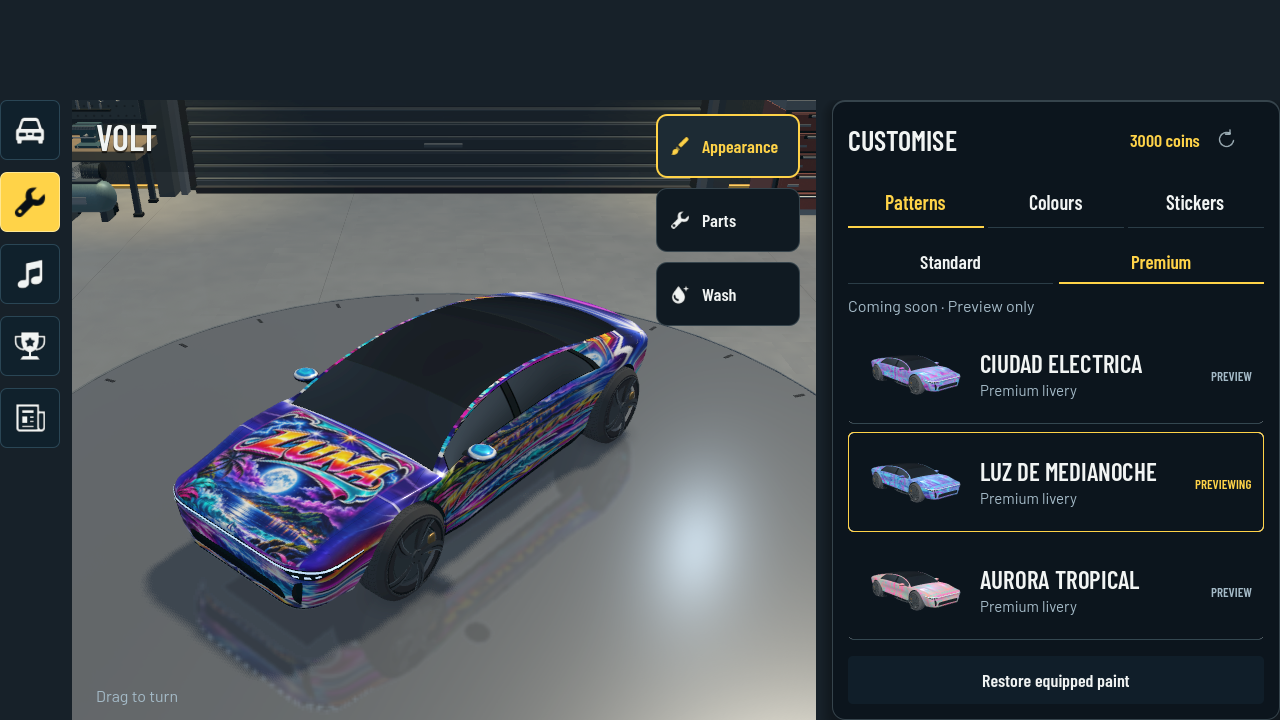 VOLT
Appearance
Parts
Wash
LUNA
Drag to turn
CUSTOMISE
3000 coins
Patterns
Colours
Stickers
Standard
Premium
Coming soon · Preview only
CIUDAD ELECTRICA
Premium livery
PREVIEW
LUZ DE MEDIANOCHE
Premium livery
PREVIEWING
AURORA TROPICAL
Premium livery
PREVIEW
Restore equipped paint